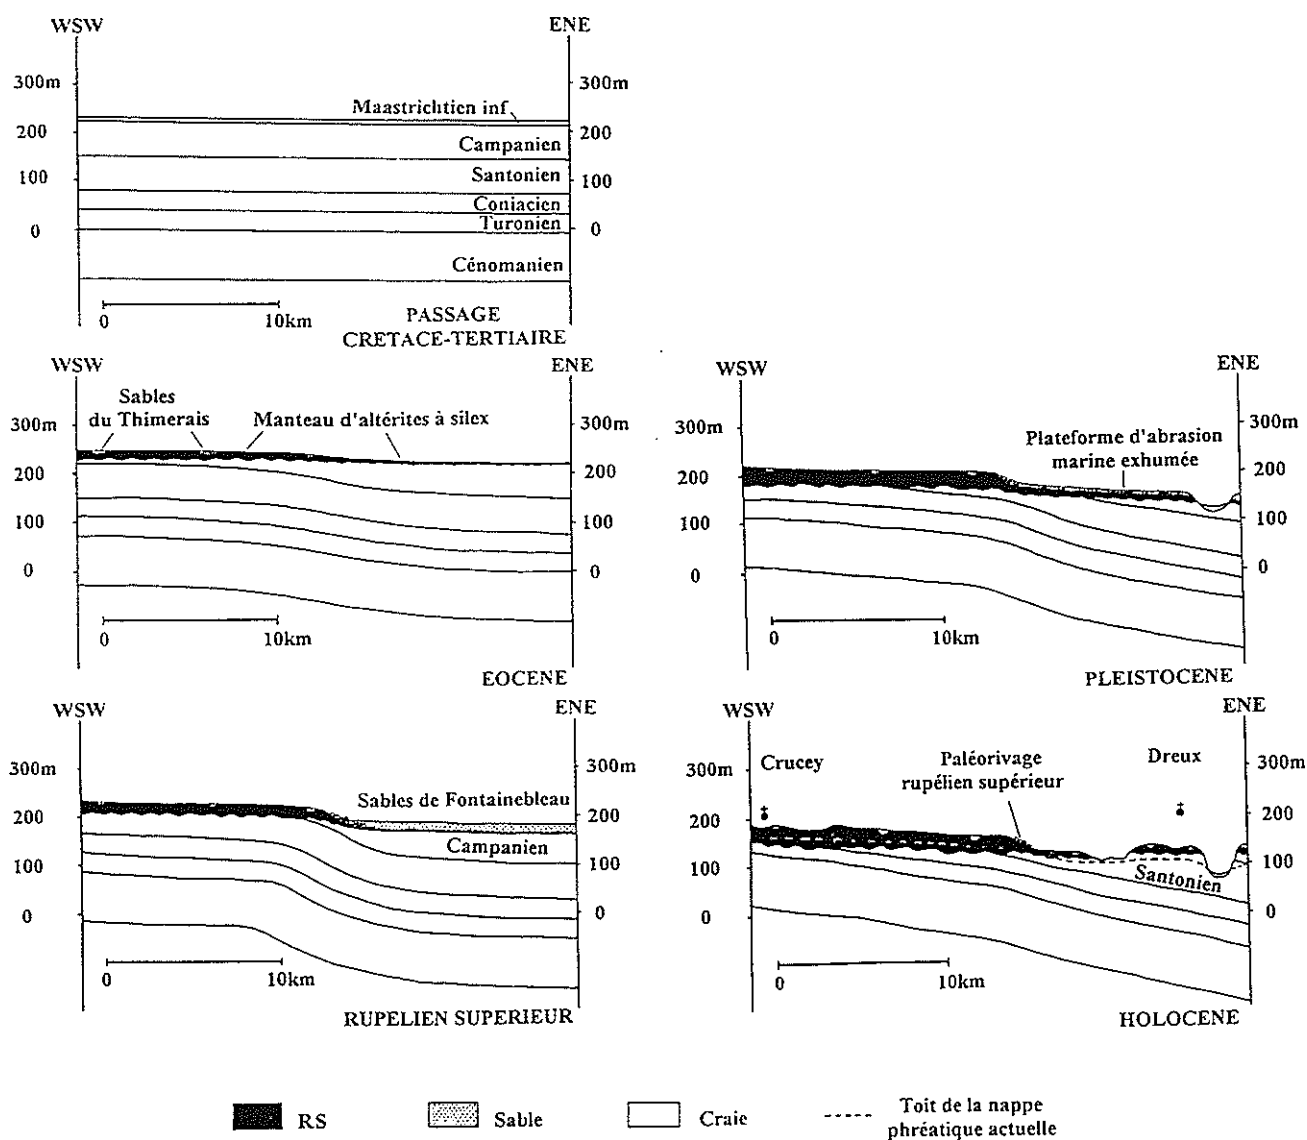 WSW
ENE
300m
300m
Maastrichtien inf
200
200
Campanien
Santonien
100
100
Coniacien
Turonien
0
0
Cénomanien
0
10km
PASSAGE
CRETACE-TERTIAIRE
WSW
ENE
Sables
du Thimerais
Manteau d'altérites à silex
300m
300m
200
200
100
100
0
0
0
10km
EOCENE
WSW
ENE
300m
300m
Plateforme d'abrasion
marine exhumée
200
200
100
100
0
0
0
10km
PLEISTOCENE
WSW
ENE
300m
300m
Sables de Fontainebleau
200
200
Campanien
100
100
0
0
0
10km
RUPELIEN SUPERIEUR
WSW
ENE
Crucey
Paléorivage
rupélien supérieur
Dreux
300m
300m
200
200
100
100
Santonien
0
0
0
10km
HOLOCENE
RS
Sable
Craie
Toit de la nappe
phréatique actuelle